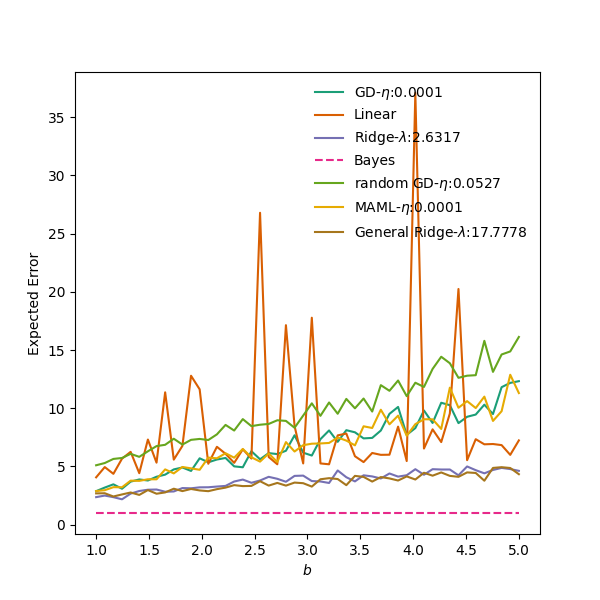 GD-η:0.0001
Linear
Ridge-λ:2.6317
Bayes
random GD-η:0.0527
MAML-η:0.0001
General Ridge-λ:17.7778
Expected Error
35
30
25
20
15
10
5
0
1.0 1.5 2.0 2.5 3.0 3.5 4.0 4.5 5.0
b